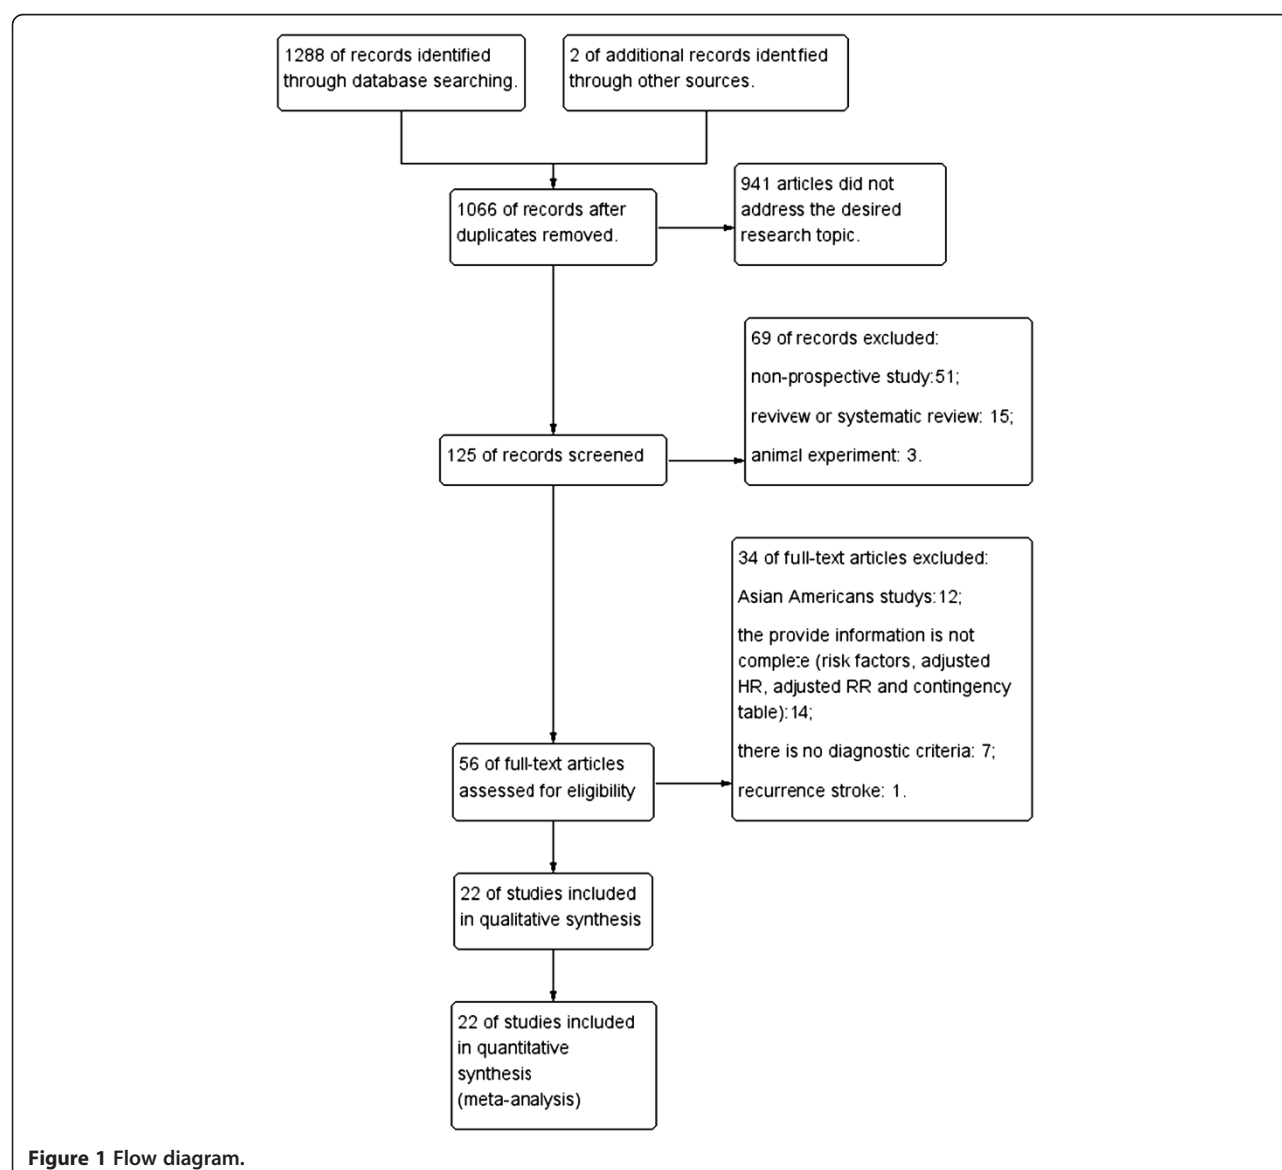 1288 of records identified
through database searching.
2 of additional records identfied
through other sources.
1066 of records after
duplicates removed.
941 articles did not
address the desired
research topic.
69 of records excluded:
non-prospective study:51;
revivew or systematic review: 15;
animal experiment: 3.
125 of records screened
34 of full-text articles excluded:
Asian Americans studys:12;
the provide information is not
complete (risk factors, adjusted
HR, adjusted RR and contingency
table):14;
there is no diagnostic criteria: 7;
recurrence stroke: 1.
56 of full-text articles
assessed for eligibility
22 of studies included
in qualitative synthesis
22 of studies included
in quantitative
synthesis
(meta-analysis)
Figure 1 Flow diagram.